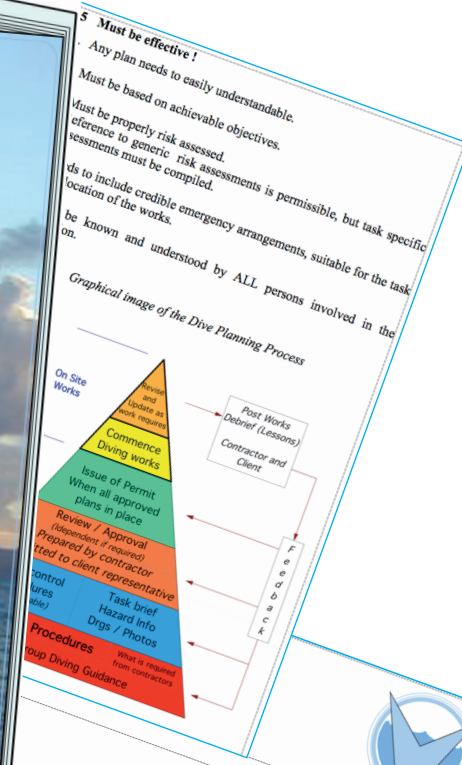 5 Must be effective !
. Any plan needs to easily understandable.
Must be based on achievable objectives.
Must be properly risk assessed.
eference to generic risk assessments is permissible, but task specific
sessments must be compiled.
ds to include credible emergency arrangements, suitable for the task
location of the works.
be known and understood by ALL persons involved in the
on.
Graphical image of the Dive Planning Process
On Site
Works
Revise
and
Update as
work requires
Commence
Diving works
Issue of Permit
When all approved
plans in place
Review / Approval
(Idependent if required)
Prepared by contractor
tted to client representative
control
ures
able)
Task brief
Hazard Info
Drgs / Photos
Procedures
What is required
from contractors
roup Diving Guidance
Post Works
Debrief (Lessons)
Contractor and
Client
Feedback